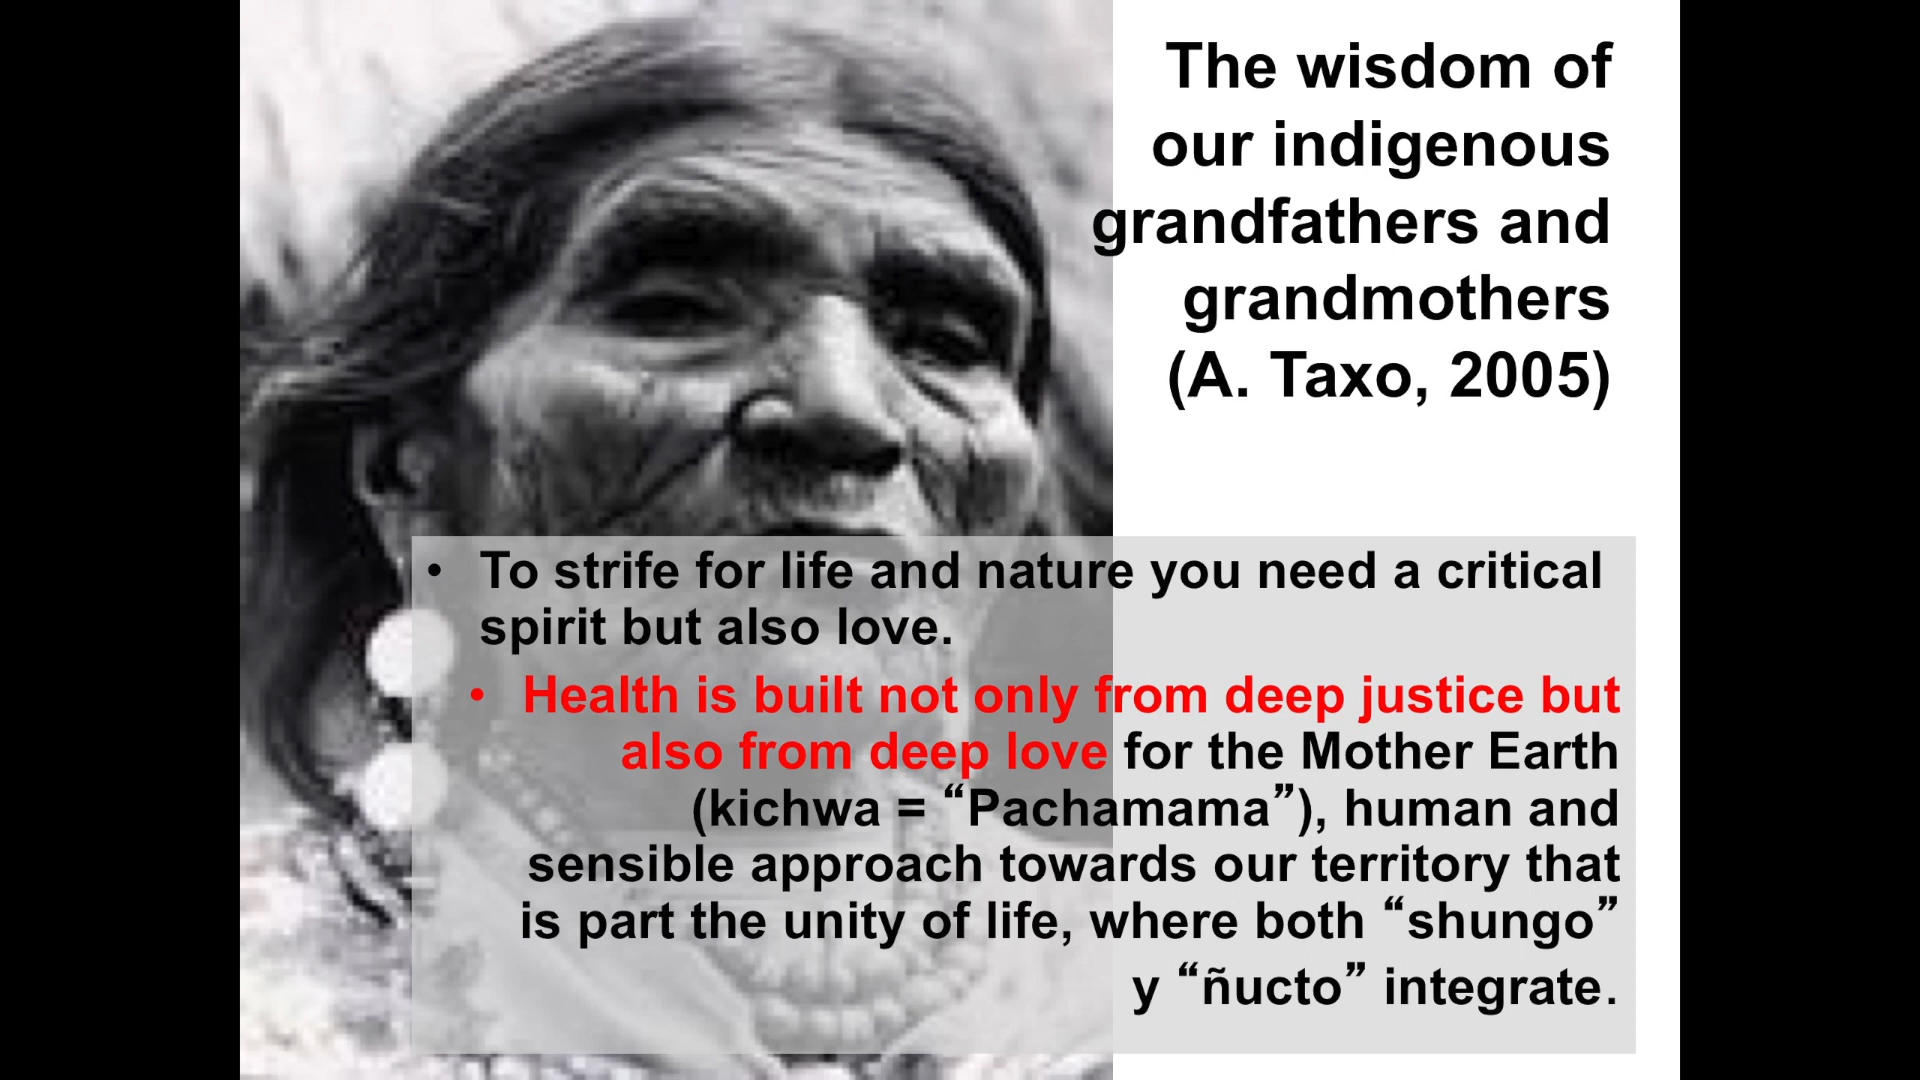 The wisdom of
our indigenous
grandfathers and
grandmothers
(A. Taxo, 2005)
• To strife for life and nature you need a critical
spirit but also love.
• Health is built not only from deep justice but
also from deep love for the Mother Earth
(kichwa = “Pachamama”), human and
sensible approach towards our territory that
is part the unity of life, where both “shungo”
y “ñucto” integrate.